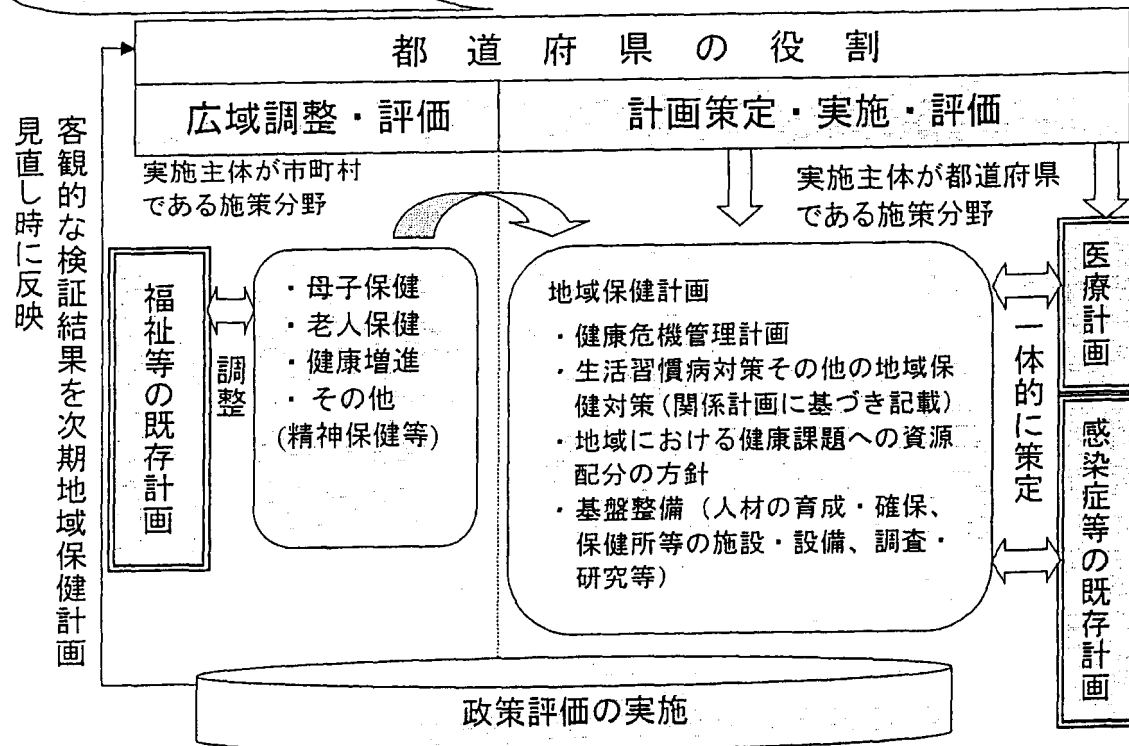 都道府県の役割
広域調整・評価
計画策定・実施・評価
実施主体が市町村
である施策分野
実施主体が都道府県
である施策分野
客観的な検証結果を次期地域保健計画
見直し時に反映
福祉等の既存計画
調整
・母子保健
・老人保健
・健康増進
・その他
(精神保健等)
地域保健計画
・健康危機管理計画
・生活習慣病対策その他の地域保
健対策(関係計画に基づき記載)
・地域における健康課題への資源
配分の方針
・基盤整備（人材の育成・確保、
保健所等の施設・設備、調査・
研究等）
一体的に策定
医療計画
感染症等の既存計画
政策評価の実施